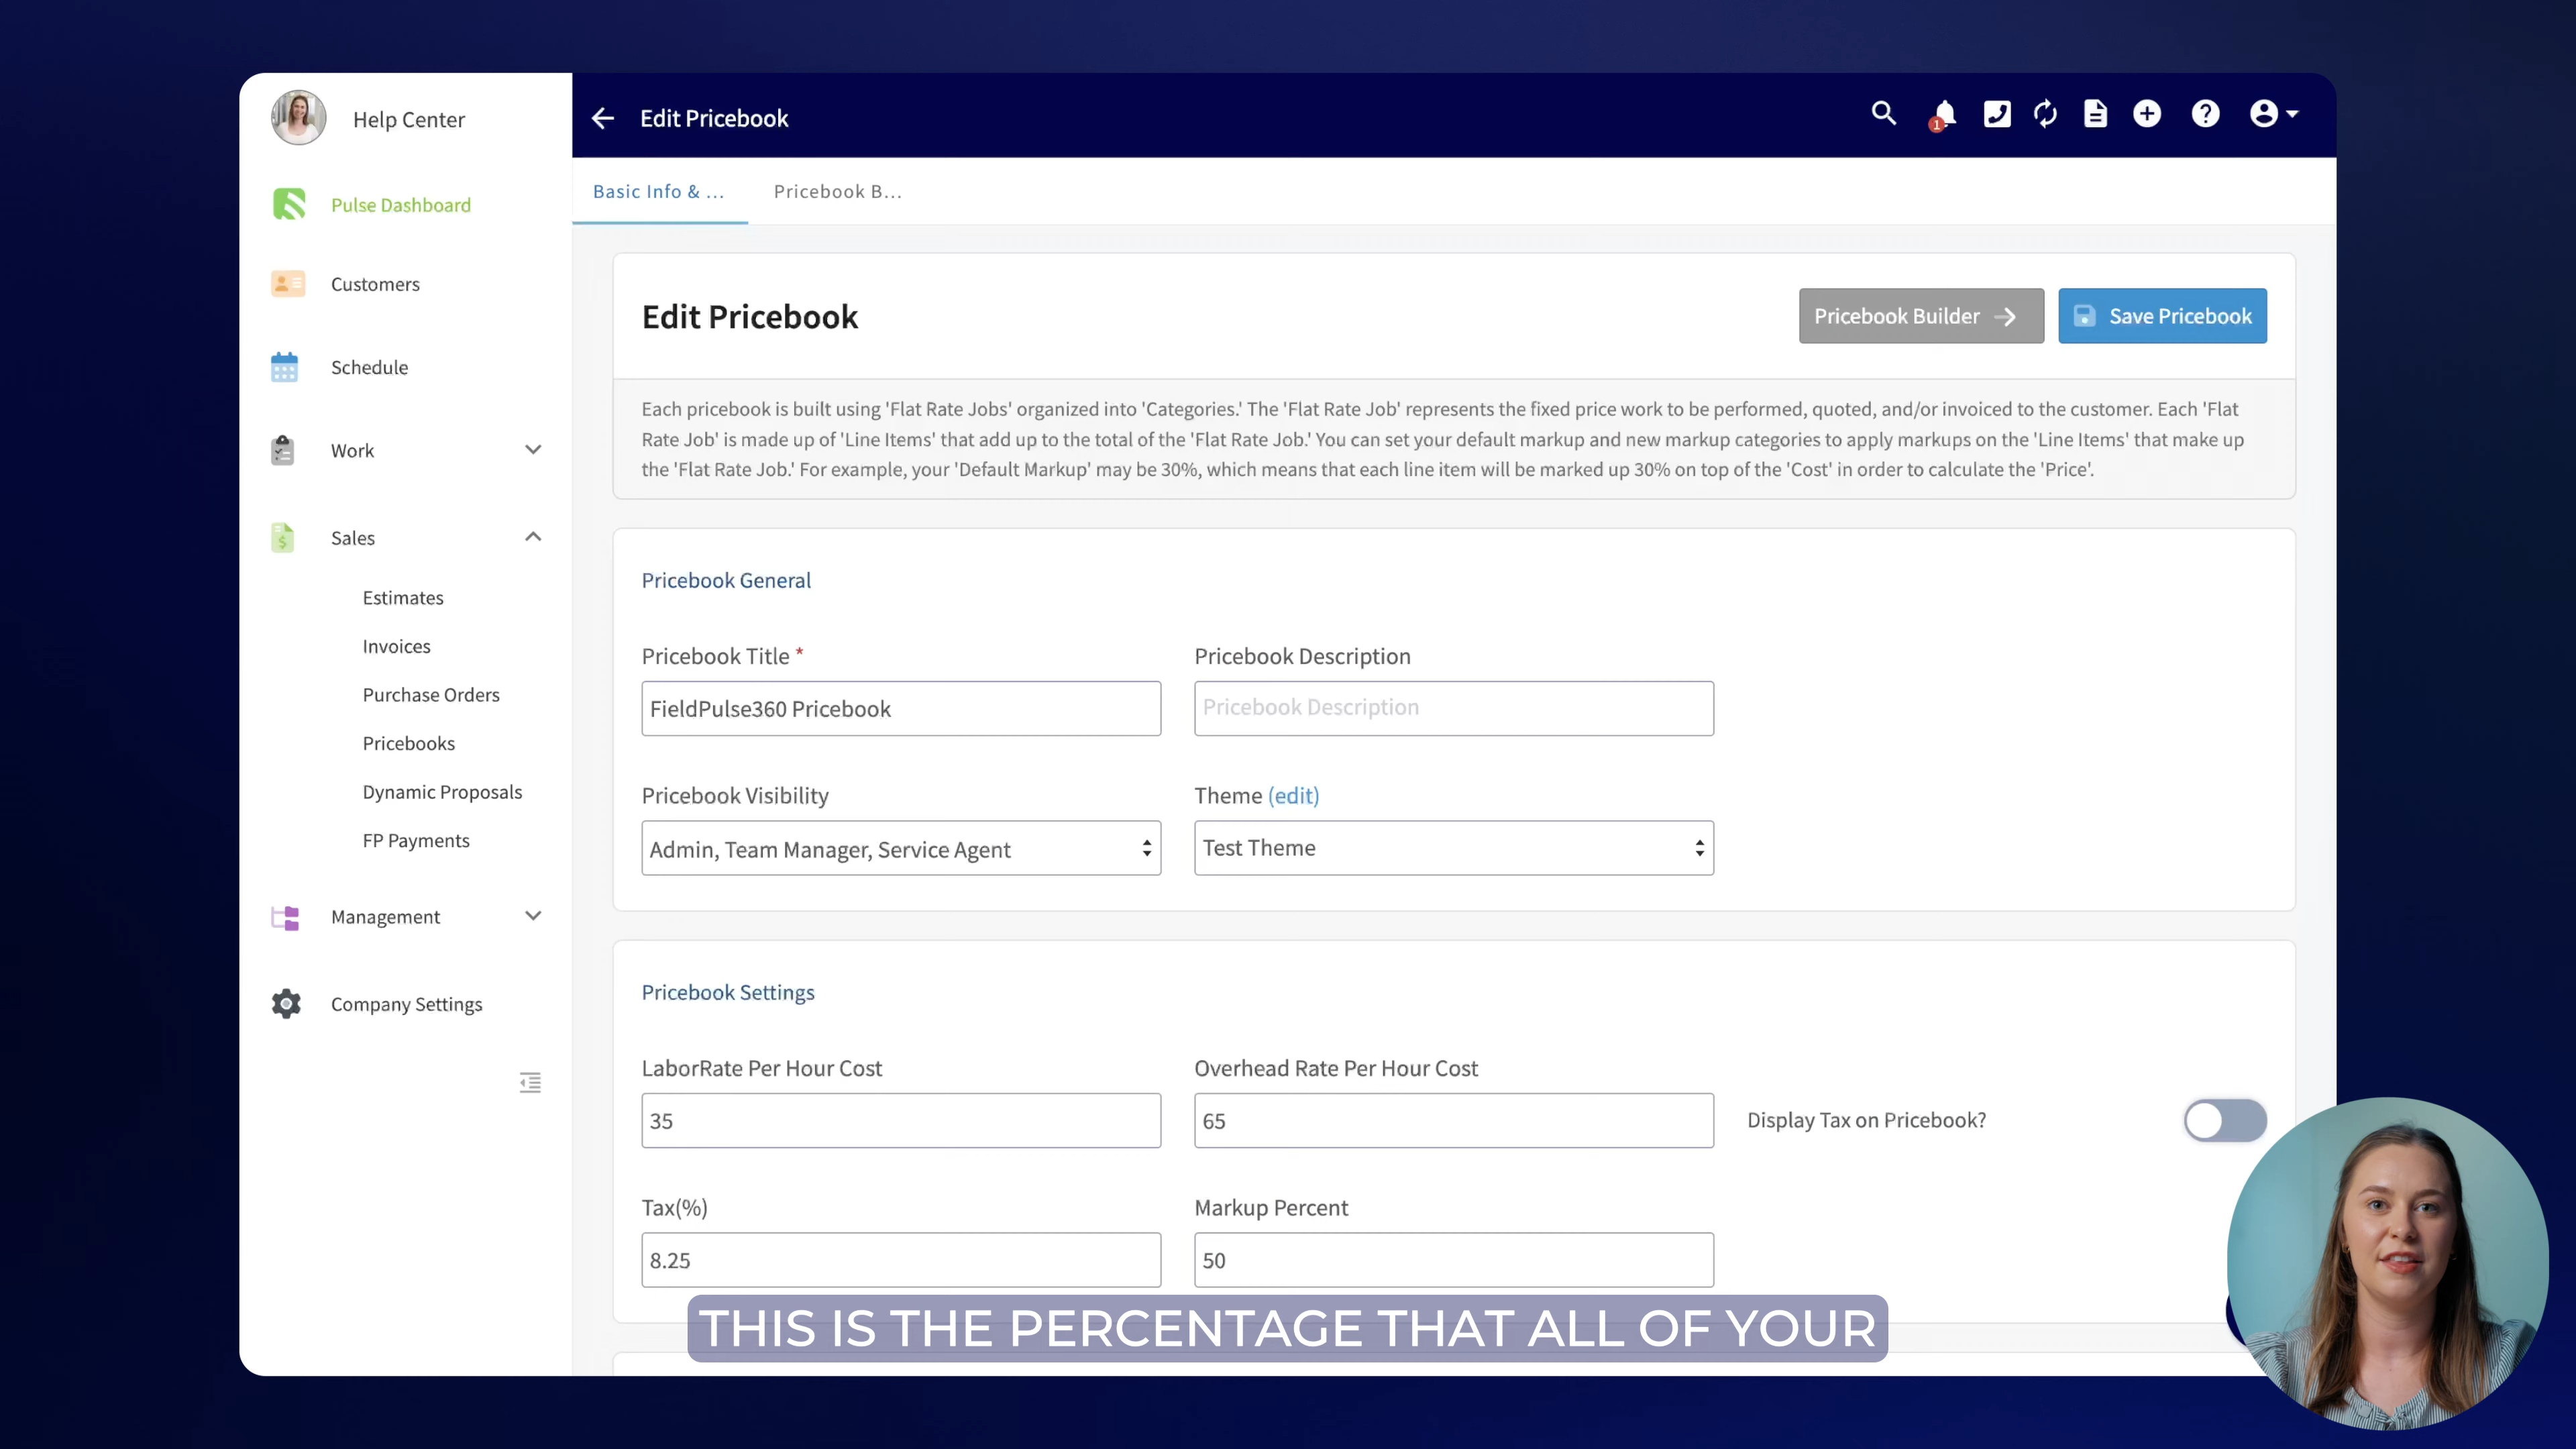 Help Center
Edit Pricebook
1
Pulse Dashboard
Customers
Schedule
Work
Sales
Estimates
Invoices
Purchase Orders
Pricebooks
Dynamic Proposals
FP Payments
Management
Company Settings
Basic Info & ...
Pricebook B...
Edit Pricebook
Pricebook Builder
Save Pricebook
Each pricebook is built using 'Flat Rate Jobs' organized into 'Categories.' The 'Flat Rate Job' represents the fixed price work to be performed, quoted, and/or invoiced to the customer. Each 'Flat
Rate Job' is made up of 'Line Items' that add up to the total of the 'Flat Rate Job.' You can set your default markup and new markup categories to apply markups on the 'Line Items' that make up
the 'Flat Rate Job.' For example, your 'Default Markup' may be 30%, which means that each line item will be marked up 30% on top of the 'Cost' in order to calculate the 'Price'.
Pricebook General
Pricebook Title *
Pricebook Description
FieldPulse360 Pricebook
Pricebook Description
Pricebook Visibility
Theme (edit)
Admin, Team Manager, Service Agent
Test Theme
Pricebook Settings
LaborRate Per Hour Cost
Overhead Rate Per Hour Cost
35
65
Display Tax on Pricebook?
Tax(%)
Markup Percent
8.25
50
THIS IS THE PERCENTAGE THAT ALL OF YOUR